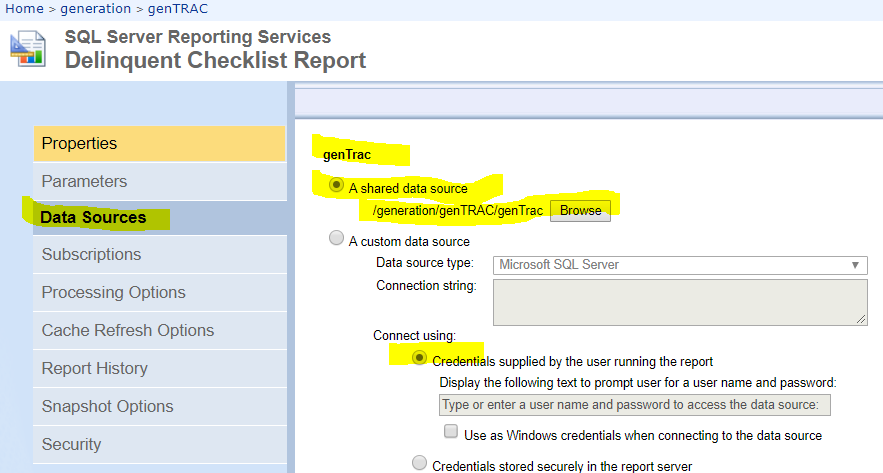 Home > generation > genTRAC
SQL Server Reporting Services
Delinquent Checklist Report
Properties
Parameters
Data Sources
Subscriptions
Processing Options
Cache Refresh Options
Report History
Snapshot Options
Security
genTrac
A shared data source
/generation/genTRAC/genTrac Browse
A custom data source
Data source type: Microsoft SQL Server
Connection string:
Connect using:
Credentials supplied by the user running the report
Display the following text to prompt user for a user name and password:
Type or enter a user name and password to access the data source:
Use as Windows credentials when connecting to the data source
Credentials stored securely in the report server